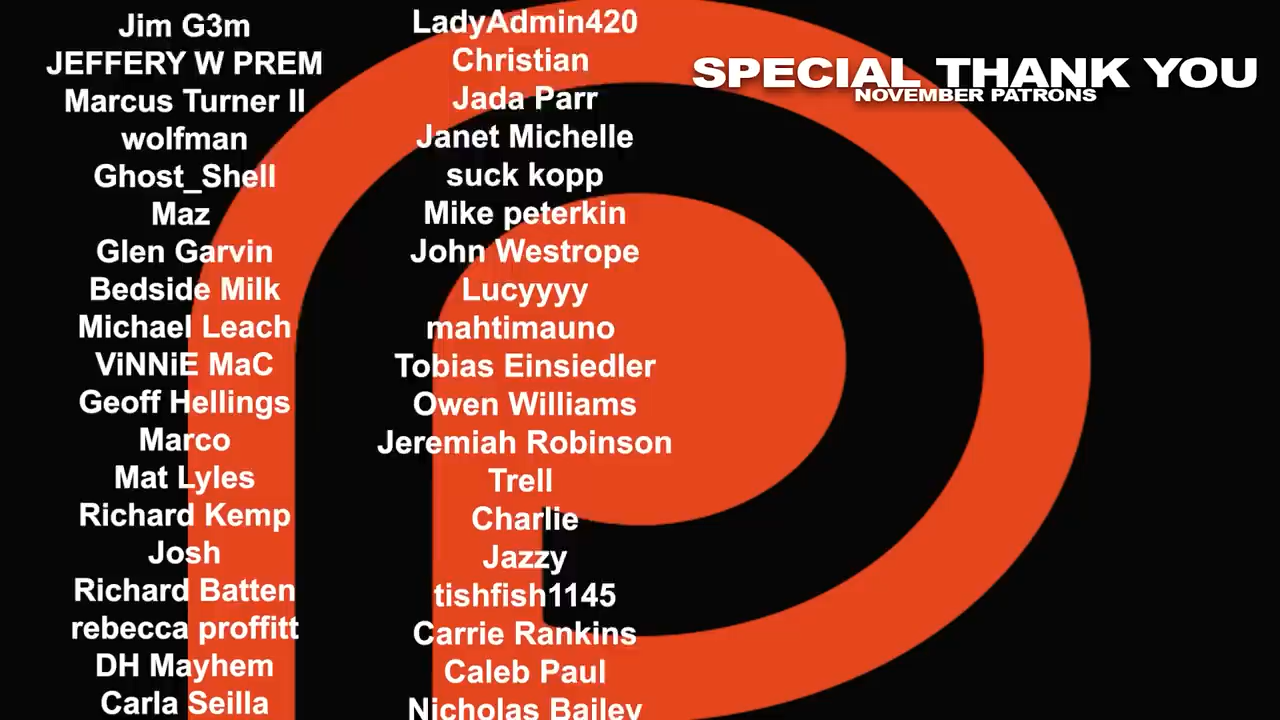 Jim G3m
JEFFERY W PREM
Marcus Turner II
wolfman
Ghost_Shell
Maz
Glen Garvin
Bedside Milk
Michael Leach
ViNNiE MaC
Geoff Hellings
Marco
Mat Lyles
Richard Kemp
Josh
Richard Batten
rebecca proffitt
DH Mayhem
Carla Seilla
LadyAdmin420
Christian
Jada Parr
Janet Michelle
suck kopp
Mike peterkin
John Westrope
Lucyyyy
mahtimauno
Tobias Einsiedler
Owen Williams
Jeremiah Robinson
Trell
Charlie
Jazzy
tishfish1145
Carrie Rankins
Caleb Paul
Nicholas Bailey
SPECIAL THANK YOU
NOVEMBER PATRONS